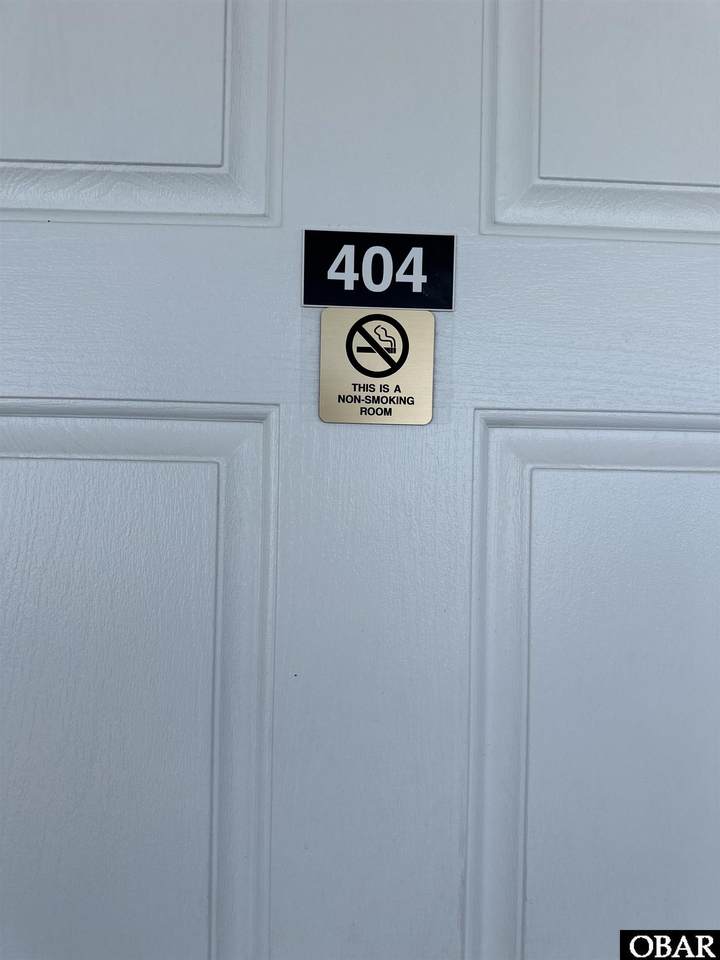 404
THIS IS A
NON-SMOKING
ROOM
OBAR